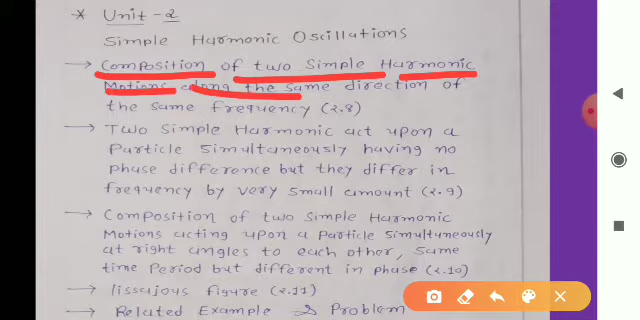 * Unit-2
Simple Harmonic Oscillations
→ Composition of two Simple Harmonic
Motions along the same direction of
the same frequency (2.8)
→ Two Simple Harmonic act upon a
Particle Simultaneously having no
phase difference but they differ in
frequency by very small amount (2.9)
→ Composition of two Simple Harmonic
Motions acting upon a Particle Simultneously
at right angles to each other, same
time Period but different in phase (2.10)
→ lissajous figure (2.11)
→ Related Example & Problem